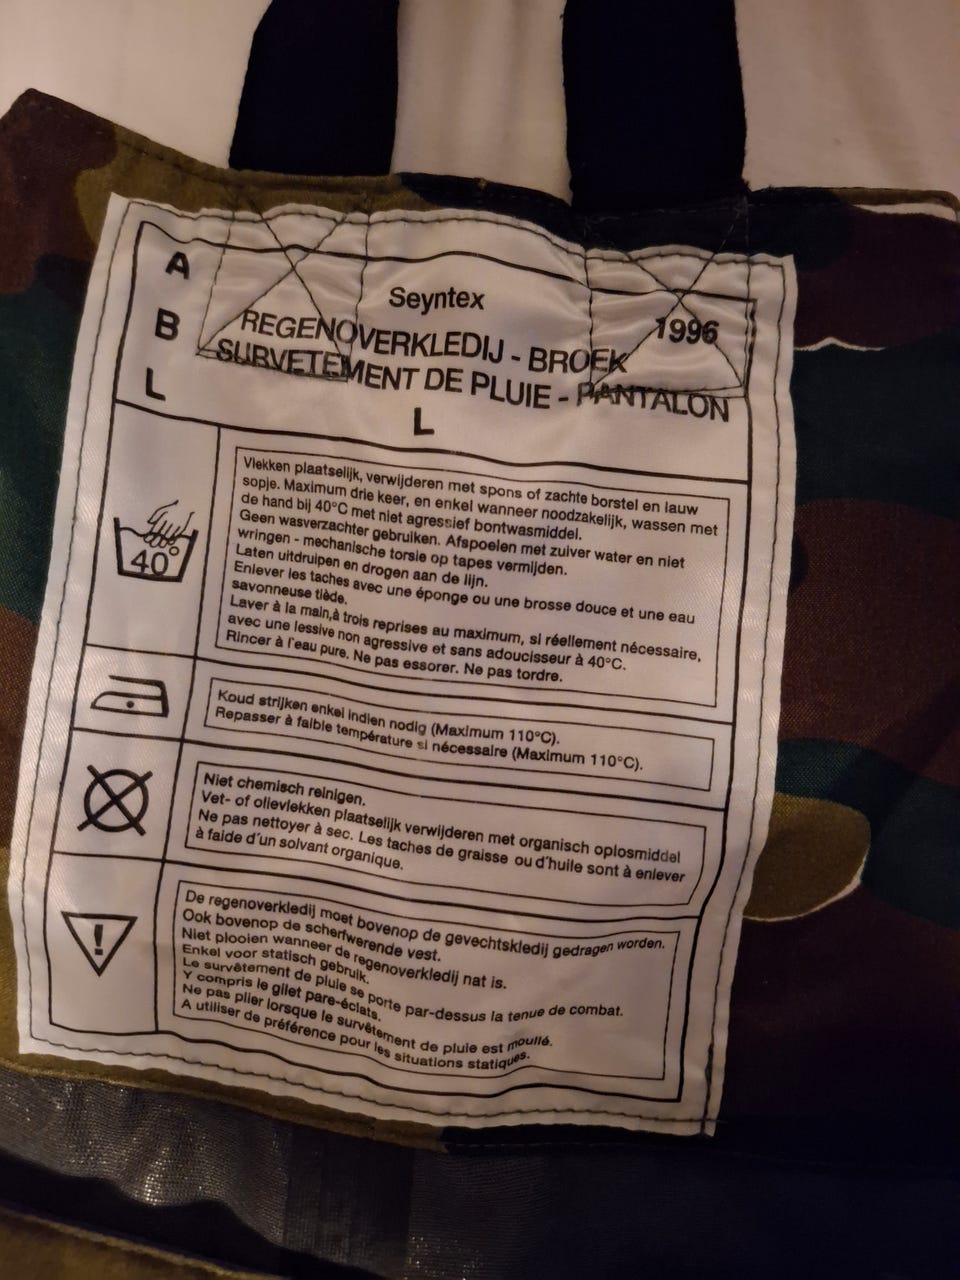 A
B
L
Seyntex
1996
REGENOVERKLEDIJ - BROEK
SURVETEMENT DE PLUIE - PANTALON
L
40°
Vlekken plaatselijk, verwijderen met spons of zachte borstel en lauw
sopje. Maximum drie keer, en enkel wanneer noodzakelijk, wassen met
de hand bij 40°C met niet agressief bontwasmiddel.
Geen wasverzachter gebruiken. Afspoelen met zuiver water en niet
wringen - mechanische torsie op tapes vermijden.
Laten uitdruipen en drogen aan de lijn.
Enlever les taches avec une éponge ou une brosse douce et une eau
savonneuse tiède.
Laver à la main,à trois reprises au maximum, si réellement nécessaire,
avec une lessive non agressive et sans adoucisseur à 40°C.
Rincer à l'eau pure. Ne pas essorer. Ne pas tordre.
Koud strijken enkel indien nodig (Maximum 110°C).
Repasser à faible température si nécessaire (Maximum 110°C).
Niet chemisch reinigen.
Vet- of olievlekken plaatselijk verwijderen met organisch oplosmiddel
Ne pas nettoyer à sec. Les taches de graisse ou d'huile sont à enlever
à faide d'un solvant organique.
!
De regenoverkledij moet bovenop de gevechtskledij gedragen worden.
Ook bovenop de scherfwerende vest.
Niet plooien wanneer de regenoverkledij nat is.
Enkel voor statisch gebruik.
Le survêtement de pluie se porte par-dessus la tenue de combat.
Y compris le gilet pare-éclats.
Ne pas plier lorsque le survêtement de pluie est moullé.
A utiliser de préférence pour les situations statiques.